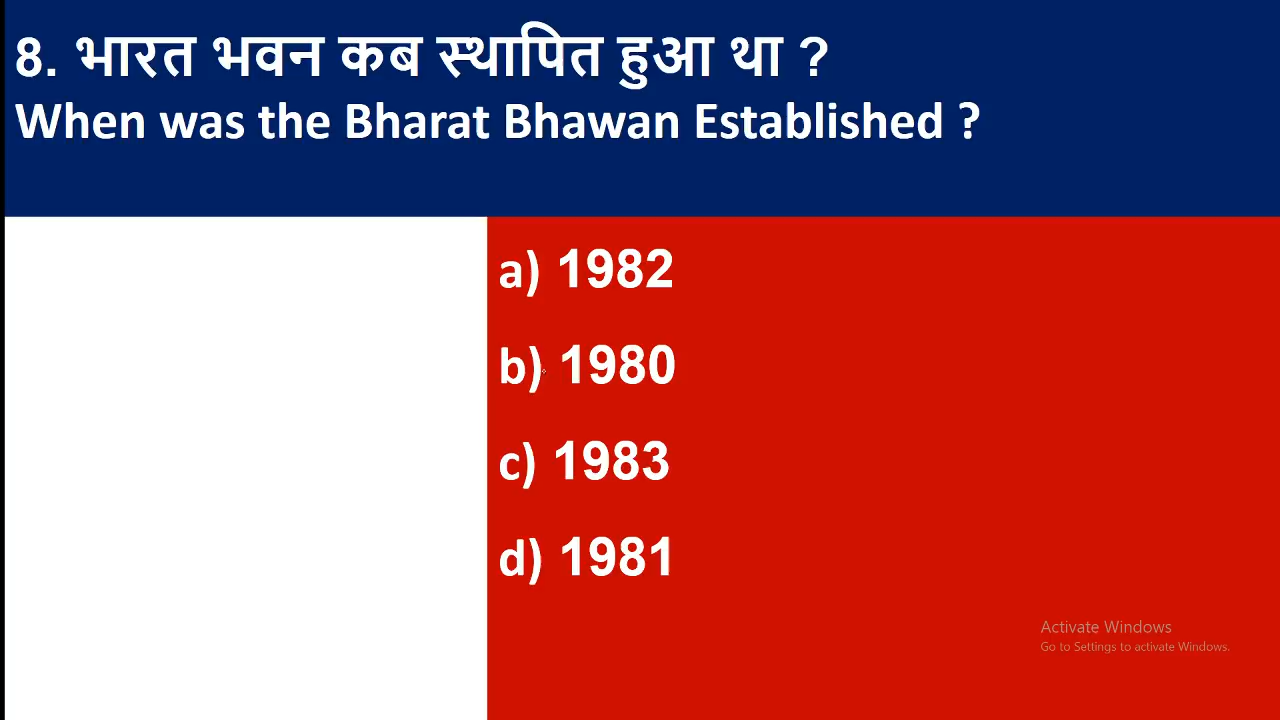 8. भारत भवन कब स्थापित हुआ था ?
When was the Bharat Bhawan Established ?
a) 1982
b) 1980
c) 1983
d) 1981
Activate Windows
Go to Settings to activate Windows.